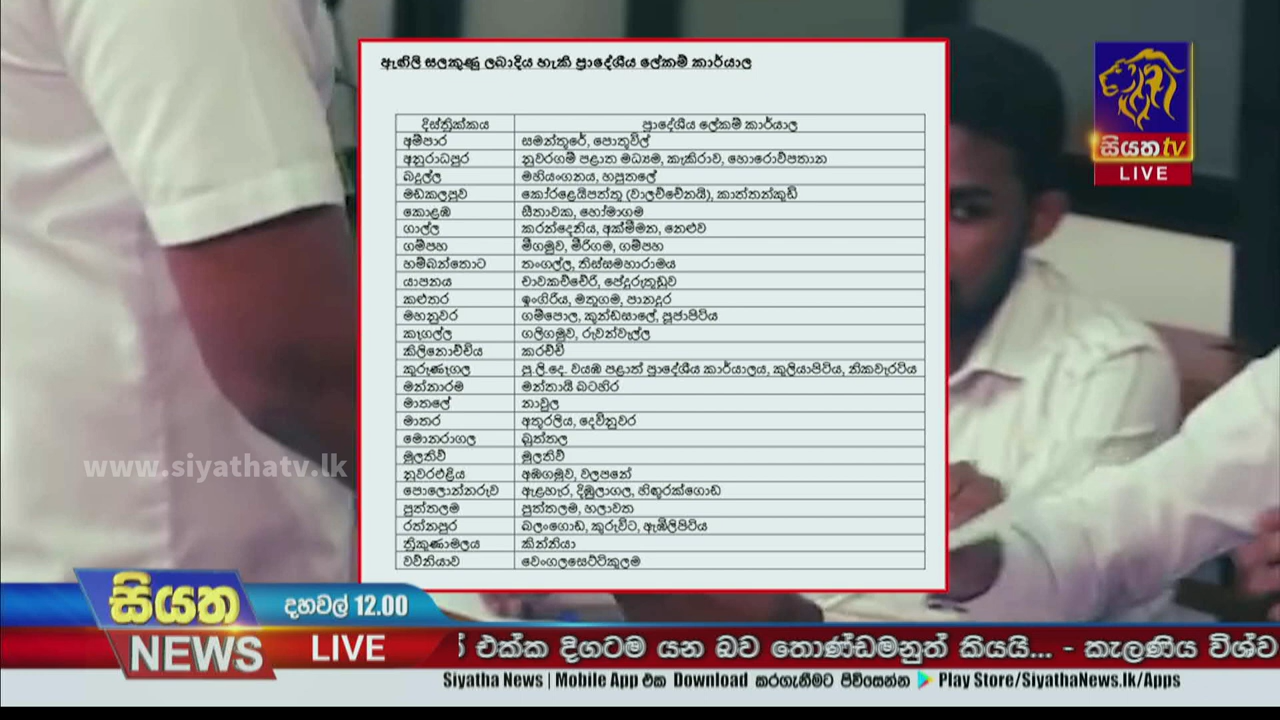 ඇඟිලි සලකුණු ලබාදිය හැකි ප්‍රාදේශීය ලේකම් කාර්යාල
දිස්ත්‍රික්කය ප්‍රාදේශීය ලේකම් කාර්යාල
අම්පාර සමන්තුරේ, පොතුවිල්
අනුරාධපුර නුවරගම් පළාත මධ්‍යම, කැකිරාව, හොරොව්පතාන
බදුල්ල මහියංගනය, හපුතලේ
මඩකලපුව කෝරළෙයිපත්තු (වාලච්චේනයි), කාත්තන්කුඩි
කොළඹ සීතාවක, හෝමාගම
ගාල්ල කරන්දෙනිය, අක්මීමන, නෙළුව
ගම්පහ මීගමුව, මීරිගම, ගම්පහ
හම්බන්තොට තංගල්ල, තිස්සමහාරාමය
යාපනය චාවකච්චේරි, පේදුරුතුඩුව
කළුතර ඉංගිරිය, මතුගම, පානදුර
මහනුවර ගම්පොල, කුන්ඩසාලේ, පූජාපිටිය
කෑගල්ල ගලිගමුව, රුවන්වැල්ල
කිලිනොච්චිය කරච්චි
කුරුණෑගල පු.ලි.දෙ. වයඹ පළාත් ප්‍රාදේශීය කාර්යාලය, කුලියාපිටිය, නිකවැරටිය
මන්නාරම මන්නායි බටහිර
මාතලේ නාවුල
මාතර අතුරලිය, දෙවිනුවර
මොනරාගල බුත්තල
මුලතිව් මුලතිව්
නුවරඑළිය අඹගමුව, වලපනේ
පොලොන්නරුව ඇළහැර, දිඹුලාගල, හිඟුරක්ගොඩ
පුත්තලම පුත්තලම, හලාවත
රත්නපුර බලංගොඩ, කුරුවිට, ඇඹිලිපිටිය
ත්‍රිකුණාමලය කින්නියා
වව්නියාව වෙංගලසෙට්ටිකුලම
සියත tv
LIVE
www.siyathatv.lk
සියත
NEWS
දහවල් 12.00
LIVE
එක්ක දිගටම යන බව තොණ්ඩමනුත් කියයි... - කැලණිය විශ්ව
Siyatha News | Mobile App එක Download කරගැනීමට පිවිසෙන්න Play Store/SiyathaNews.lk/Apps